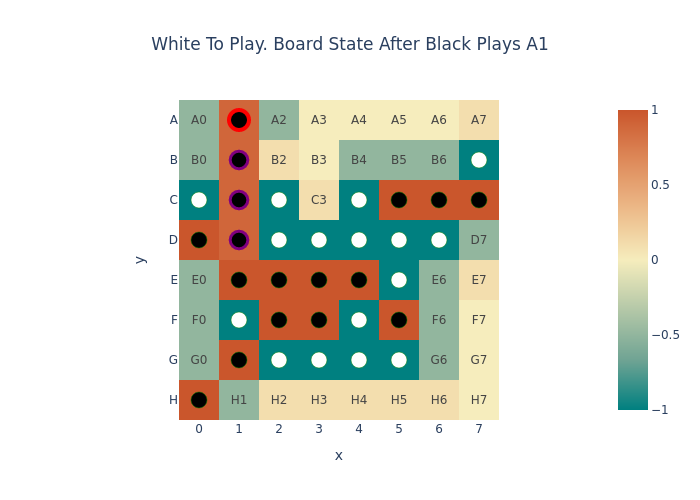 White To Play. Board State After Black Plays A1
A A0 A2 A3 A4 A5 A6 A7
B B0 B2 B3 B4 B5 B6
C C3
D D7
E E0 E6 E7
F F0 F6 F7
G G0 G6 G7
H H1 H2 H3 H4 H5 H6 H7
0 1 2 3 4 5 6 7
x
y
1
0.5
0
−0.5
−1